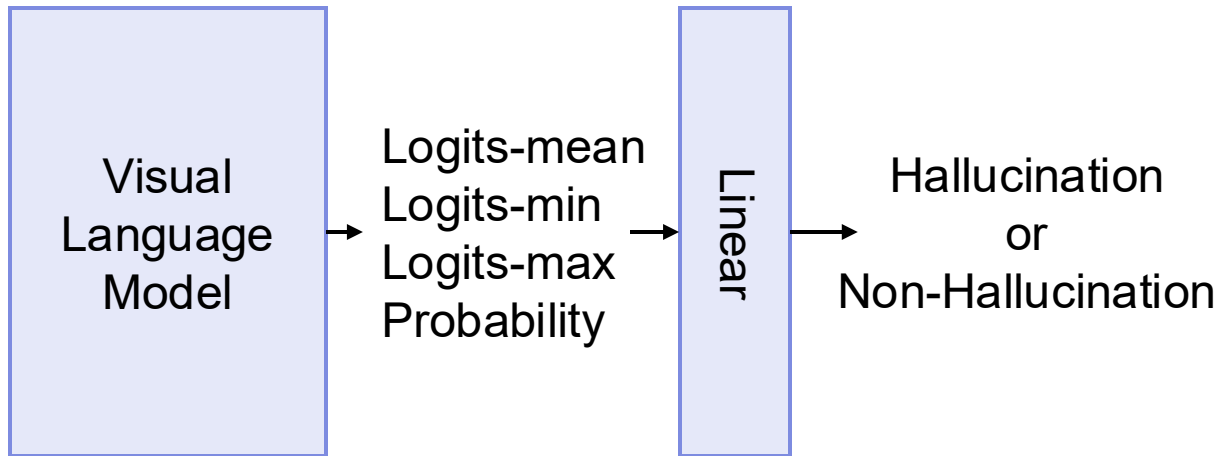 Visual
Language
Model
Logits-mean
Logits-min
Logits-max
Probability
Linear
Hallucination
or
Non-Hallucination